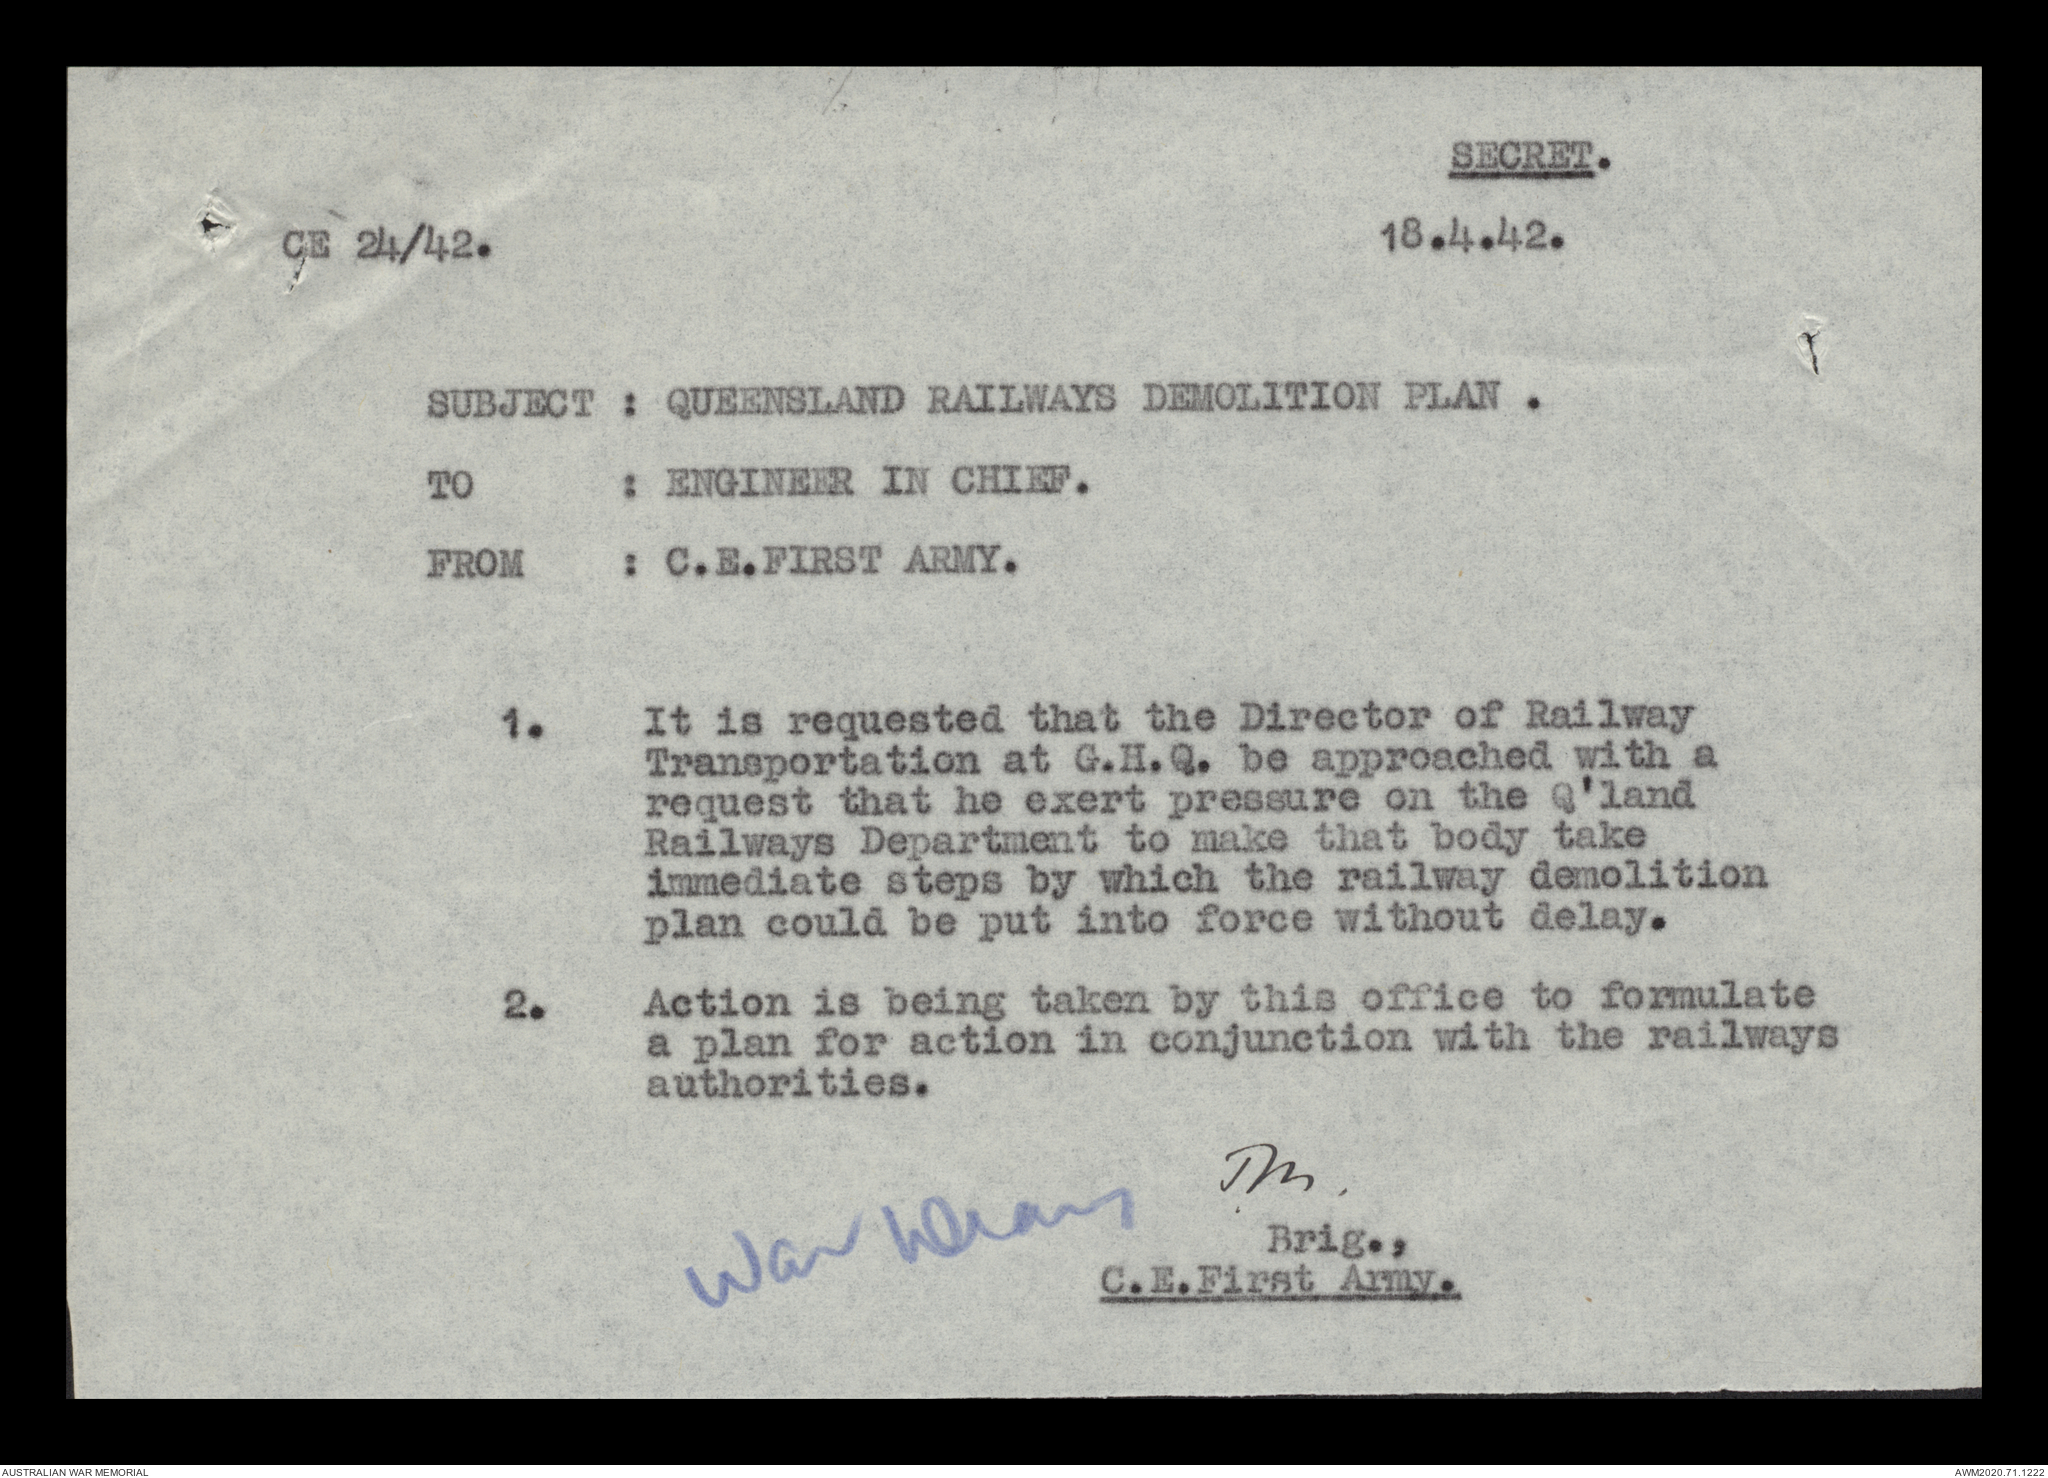 SECRET.
CE 24/42.
18.4.42.
SUBJECT : QUEENSLAND RAILWAYS DEMOLITION PLAN .
TO : ENGINEER IN CHIEF.
FROM : C.E.FIRST ARMY.
1. It is requested that the Director of Railway
Transportation at G.H.Q. be approached with a
request that he exert pressure on the Q'land
Railways Department to make that body take
immediate steps by which the railway demolition
plan could be put into force without delay.
2. Action is being taken by this office to formulate
a plan for action in conjunction with the railways
authorities.
War Diary
Brig.,
C.E.First Army.
AUSTRALIAN WAR MEMORIAL
AWM2020.71.1222